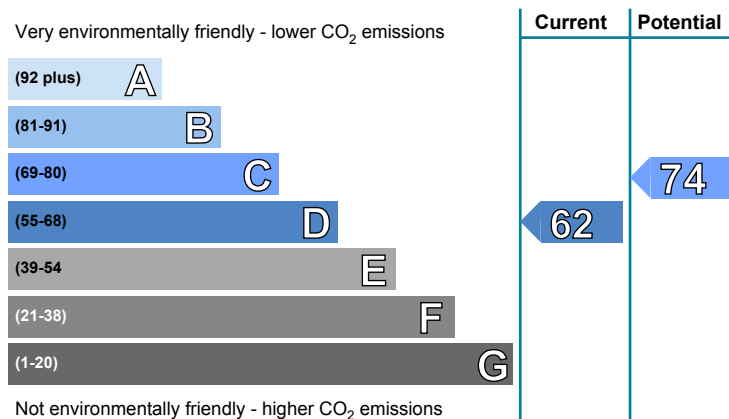 Current Potential
Very environmentally friendly - lower CO2 emissions
(92 plus) A
(81-91) B
(69-80) C
74
(55-68) D
62
(39-54 E
(21-38) F
(1-20) G
Not environmentally friendly - higher CO2 emissions